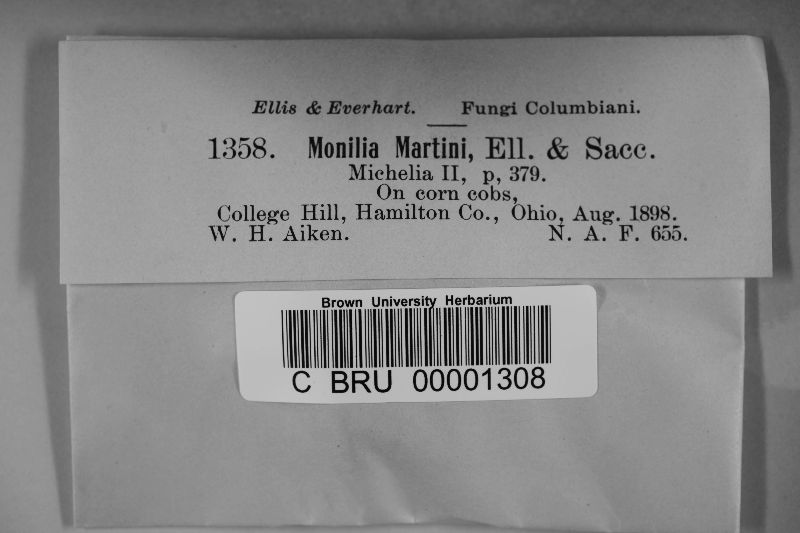 Ellis & Everhart. Fungi Columbiani.
1358. Monilia Martini, Ell. & Sacc.
Michelia II, p, 379.
On corn cobs,
College Hill, Hamilton Co., Ohio, Aug. 1898.
W. H. Aiken. N. A. F. 655.
Brown University Herbarium
C BRU 00001308